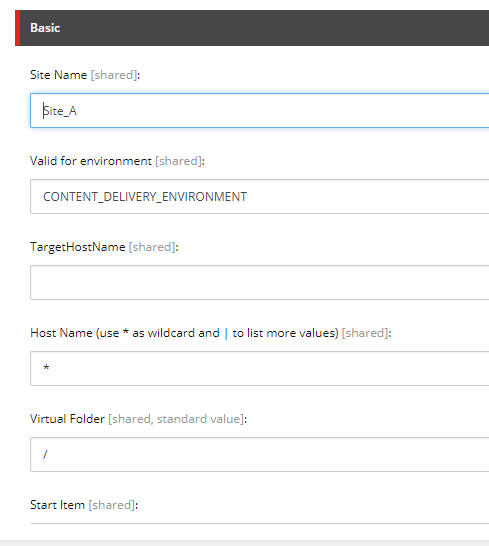 Basic
Site Name [shared]:
Site_A
Valid for environment [shared]:
CONTENT_DELIVERY_ENVIRONMENT
TargetHostName [shared]:
Host Name (use * as wildcard and | to list more values) [shared]:
*
Virtual Folder [shared, standard value]:
/
Start Item [shared]: